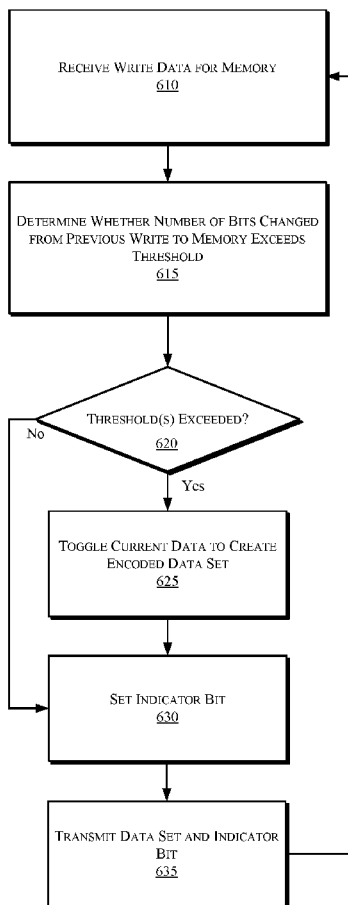 RECEIVE WRITE DATA FOR MEMORY
610
DETERMINE WHETHER NUMBER OF BITS CHANGED
FROM PREVIOUS WRITE TO MEMORY EXCEEDS
THRESHOLD
615
THRESHOLD(S) EXCEEDED?
620
No
Yes
TOGGLE CURRENT DATA TO CREATE
ENCODED DATA SET
625
SET INDICATOR BIT
630
TRANSMIT DATA SET AND INDICATOR
BIT
635